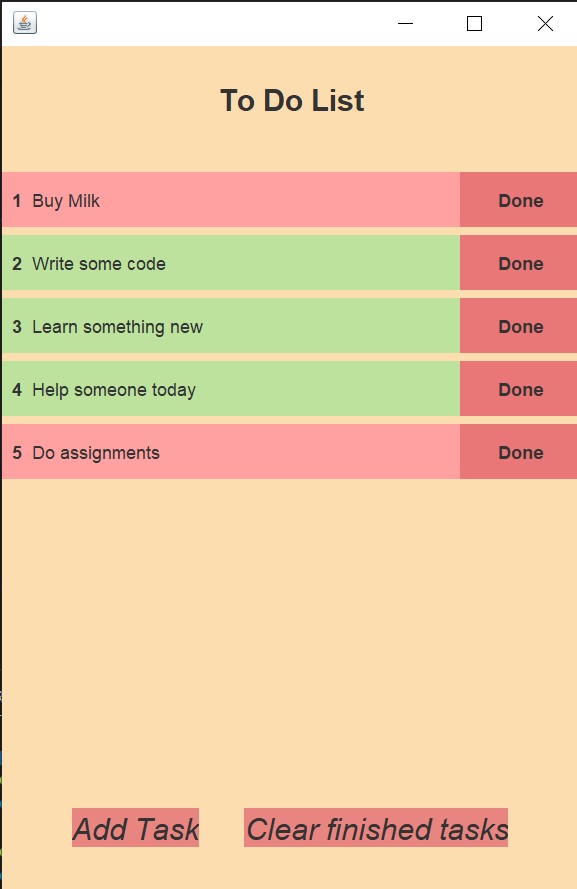 To Do List
1 Buy Milk Done
2 Write some code Done
3 Learn something new Done
4 Help someone today Done
5 Do assignments Done
Add Task Clear finished tasks